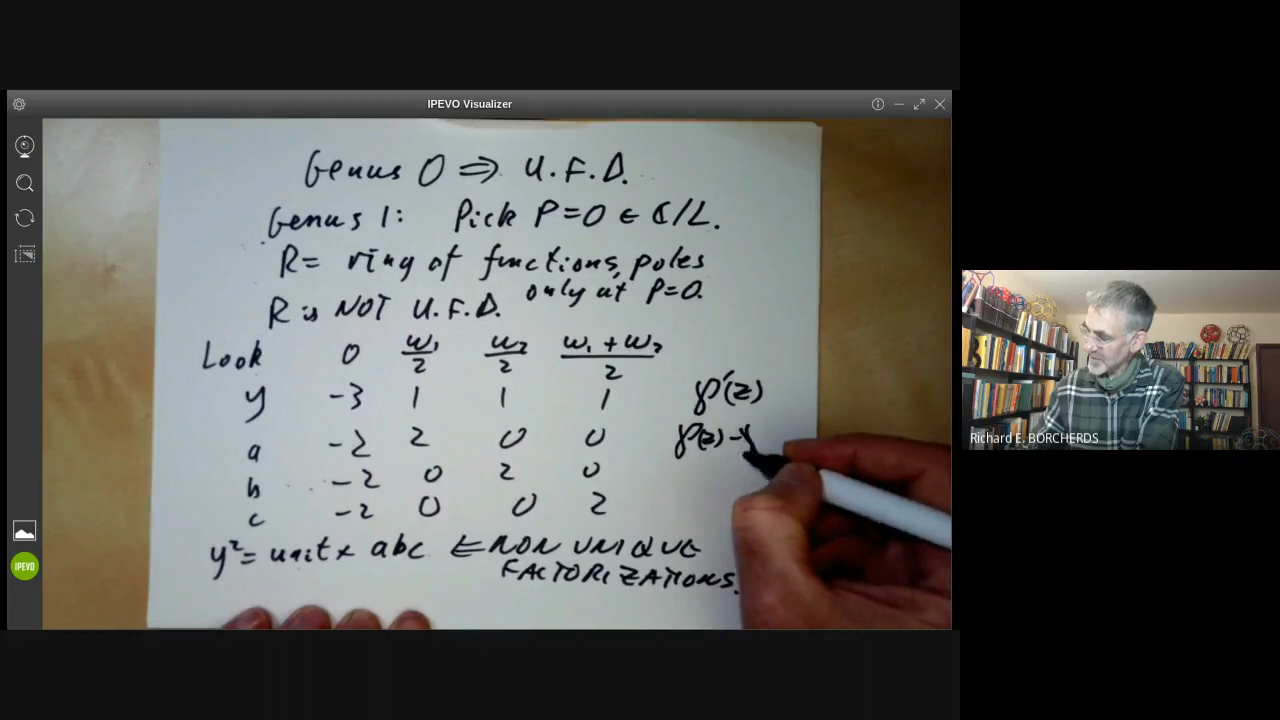 IPEVO Visualizer
Genus 0 ⇒ U.F.D.
Genus 1: Pick P=0 ∈ ℂ/L.
R = ring of functions, poles
only at P=0.
R is NOT U.F.D.
Look 0 ω₁/2 ω₂/2 (ω₁+ω₂)/2
y -3 1 1 1 ℘'(z)
a -2 2 0 0 ℘(z) -
b -2 0 2 0
c -2 0 0 2
y² = unit × abc ⇐ NON UNIQUE
FACTORIZATIONS.
IPEVO
Richard E. BORCHERDS